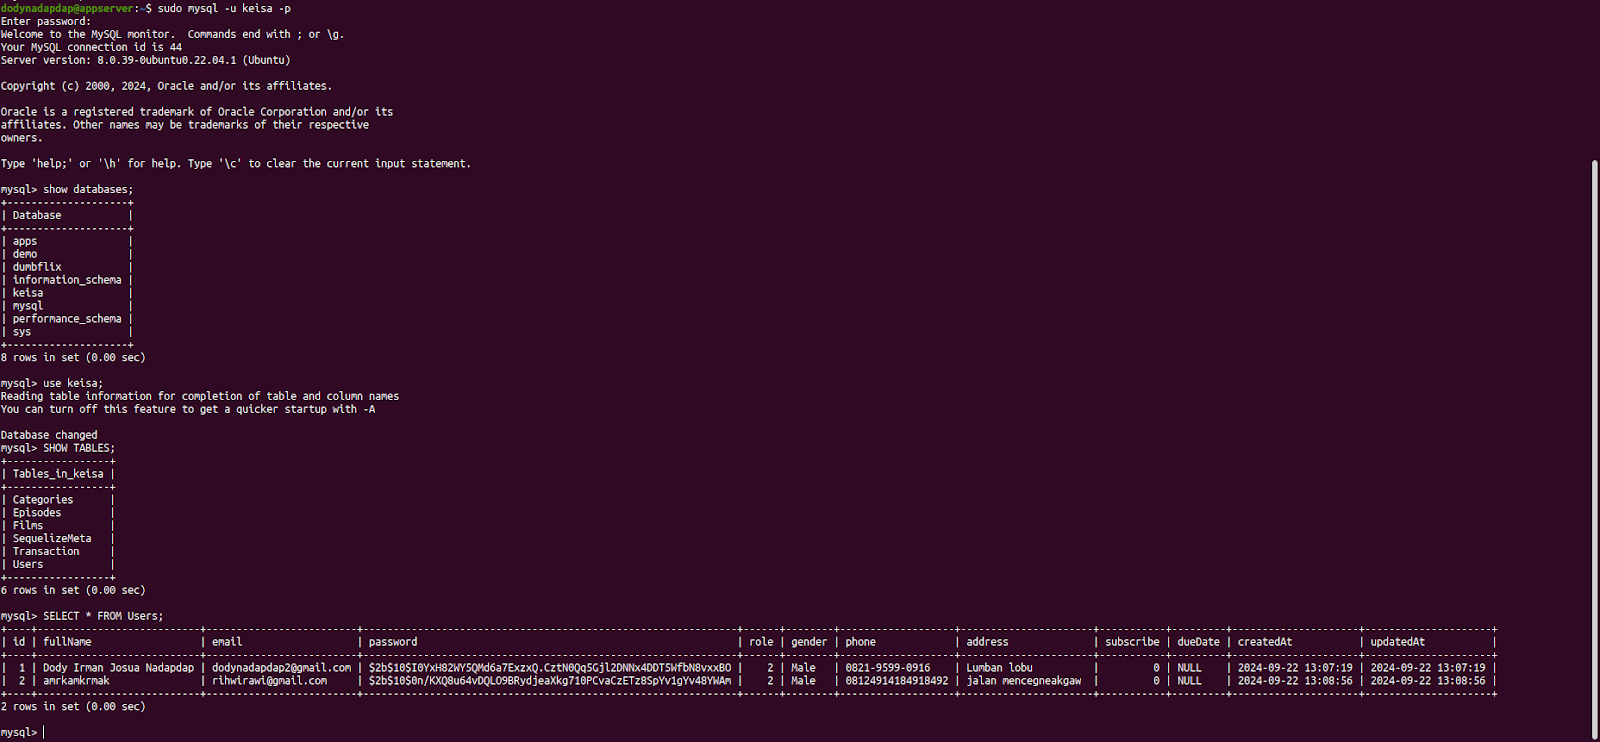 dodynadapdap@appserver:~$ sudo mysql -u keisa -p
Enter password:
Welcome to the MySQL monitor.  Commands end with ; or \g.
Your MySQL connection id is 44
Server version: 8.0.39-0ubuntu0.22.04.1 (Ubuntu)

Copyright (c) 2000, 2024, Oracle and/or its affiliates.

Oracle is a registered trademark of Oracle Corporation and/or its
affiliates. Other names may be trademarks of their respective
owners.

Type 'help;' or '\h' for help. Type '\c' to clear the current input statement.

mysql> show databases;
+--------------------+
| Database           |
+--------------------+
| apps               |
| demo               |
| dumbflix           |
| information_schema |
| keisa              |
| mysql              |
| performance_schema |
| sys                |
+--------------------+
8 rows in set (0.00 sec)

mysql> use keisa;
Reading table information for completion of table and column names
You can turn off this feature to get a quicker startup with -A

Database changed
mysql> SHOW TABLES;
+-----------------+
| Tables_in_keisa |
+-----------------+
| Categories      |
| Episodes        |
| Films           |
| SequelizeMeta   |
| Transaction     |
| Users           |
+-----------------+
6 rows in set (0.00 sec)

mysql> SELECT * FROM Users;
+----+---------------------------+-------------------------+--------------------------------------------------------------+------+--------+-------------------+----------------------+-----------+---------+---------------------+---------------------+
| id | fullName                  | email                   | password                                                     | role | gender | phone             | address              | subscribe | dueDate | createdAt           | updatedAt           |
+----+---------------------------+-------------------------+--------------------------------------------------------------+------+--------+-------------------+----------------------+-----------+---------+---------------------+---------------------+
|  1 | Dody Irman Josua Nadapdap | dodynadapdap2@gmail.com | $2b$10$I0YxH82WY5QMd6a7ExzxQ.CztN0Qq5Gjl2DNNx4DDT5WfbN8vxxBO |    2 | Male   | 0821-9599-0916    | Lumban lobu          |         0 | NULL    | 2024-09-22 13:07:19 | 2024-09-22 13:07:19 |
|  2 | amrkamkrmak               | rihwirawi@gmail.com     | $2b$10$0n/KXQ8u64vDQLO9BRydjeaXkg710PCvaCzETz8SpYv1gYv48YWAm |    2 | Male   | 08124914184918492 | jalan mencegneakgaw  |         0 | NULL    | 2024-09-22 13:08:56 | 2024-09-22 13:08:56 |
+----+---------------------------+-------------------------+--------------------------------------------------------------+------+--------+-------------------+----------------------+-----------+---------+---------------------+---------------------+
2 rows in set (0.00 sec)

mysql>